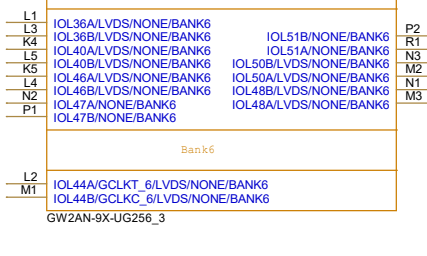 L1 IOL36A/LVDS/NONE/BANK6
L3 IOL36B/LVDS/NONE/BANK6 IOL51B/NONE/BANK6 P2
K4 IOL40A/LVDS/NONE/BANK6 IOL51A/NONE/BANK6 R1
L5 IOL40B/LVDS/NONE/BANK6 IOL50B/LVDS/NONE/BANK6 N3
K5 IOL46A/LVDS/NONE/BANK6 IOL50A/LVDS/NONE/BANK6 M2
L4 IOL46B/LVDS/NONE/BANK6 IOL48B/LVDS/NONE/BANK6 N1
N2 IOL47A/NONE/BANK6 IOL48A/LVDS/NONE/BANK6 M3
P1 IOL47B/NONE/BANK6
Bank6
L2 IOL44A/GCLKT_6/LVDS/NONE/BANK6
M1 IOL44B/GCLKC_6/LVDS/NONE/BANK6
GW2AN-9X-UG256_3